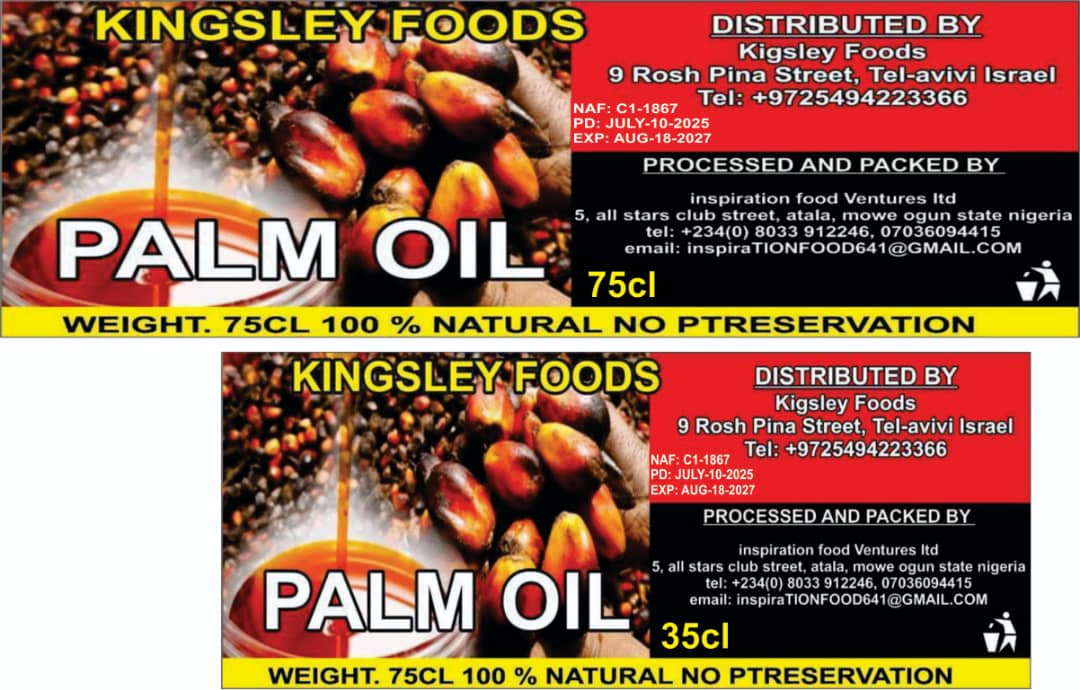 KINGSLEY FOODS
PALM OIL
DISTRIBUTED BY
Kigsley Foods
9 Rosh Pina Street, Tel-avivi Israel
Tel: +9725494223366
NAF: C1-1867
PD: JULY-10-2025
EXP: AUG-18-2027
PROCESSED AND PACKED BY
inspiration food Ventures ltd
5, all stars club street, atala, mowe ogun state nigeria
tel: +234(0) 8033 912246, 07036094415
email: inspiraTIONFOOD641@GMAIL.COM
75cl
WEIGHT. 75CL 100 % NATURAL NO PTRESERVATION
KINGSLEY FOODS
PALM OIL
DISTRIBUTED BY
Kigsley Foods
9 Rosh Pina Street, Tel-avivi Israel
Tel: +9725494223366
NAF: C1-1867
PD: JULY-10-2025
EXP: AUG-18-2027
PROCESSED AND PACKED BY
inspiration food Ventures ltd
5, all stars club street, atala, mowe ogun state nigeria
tel: +234(0) 8033 912246, 07036094415
email: inspiraTIONFOOD641@GMAIL.COM
35cl
WEIGHT. 75CL 100 % NATURAL NO PTRESERVATION